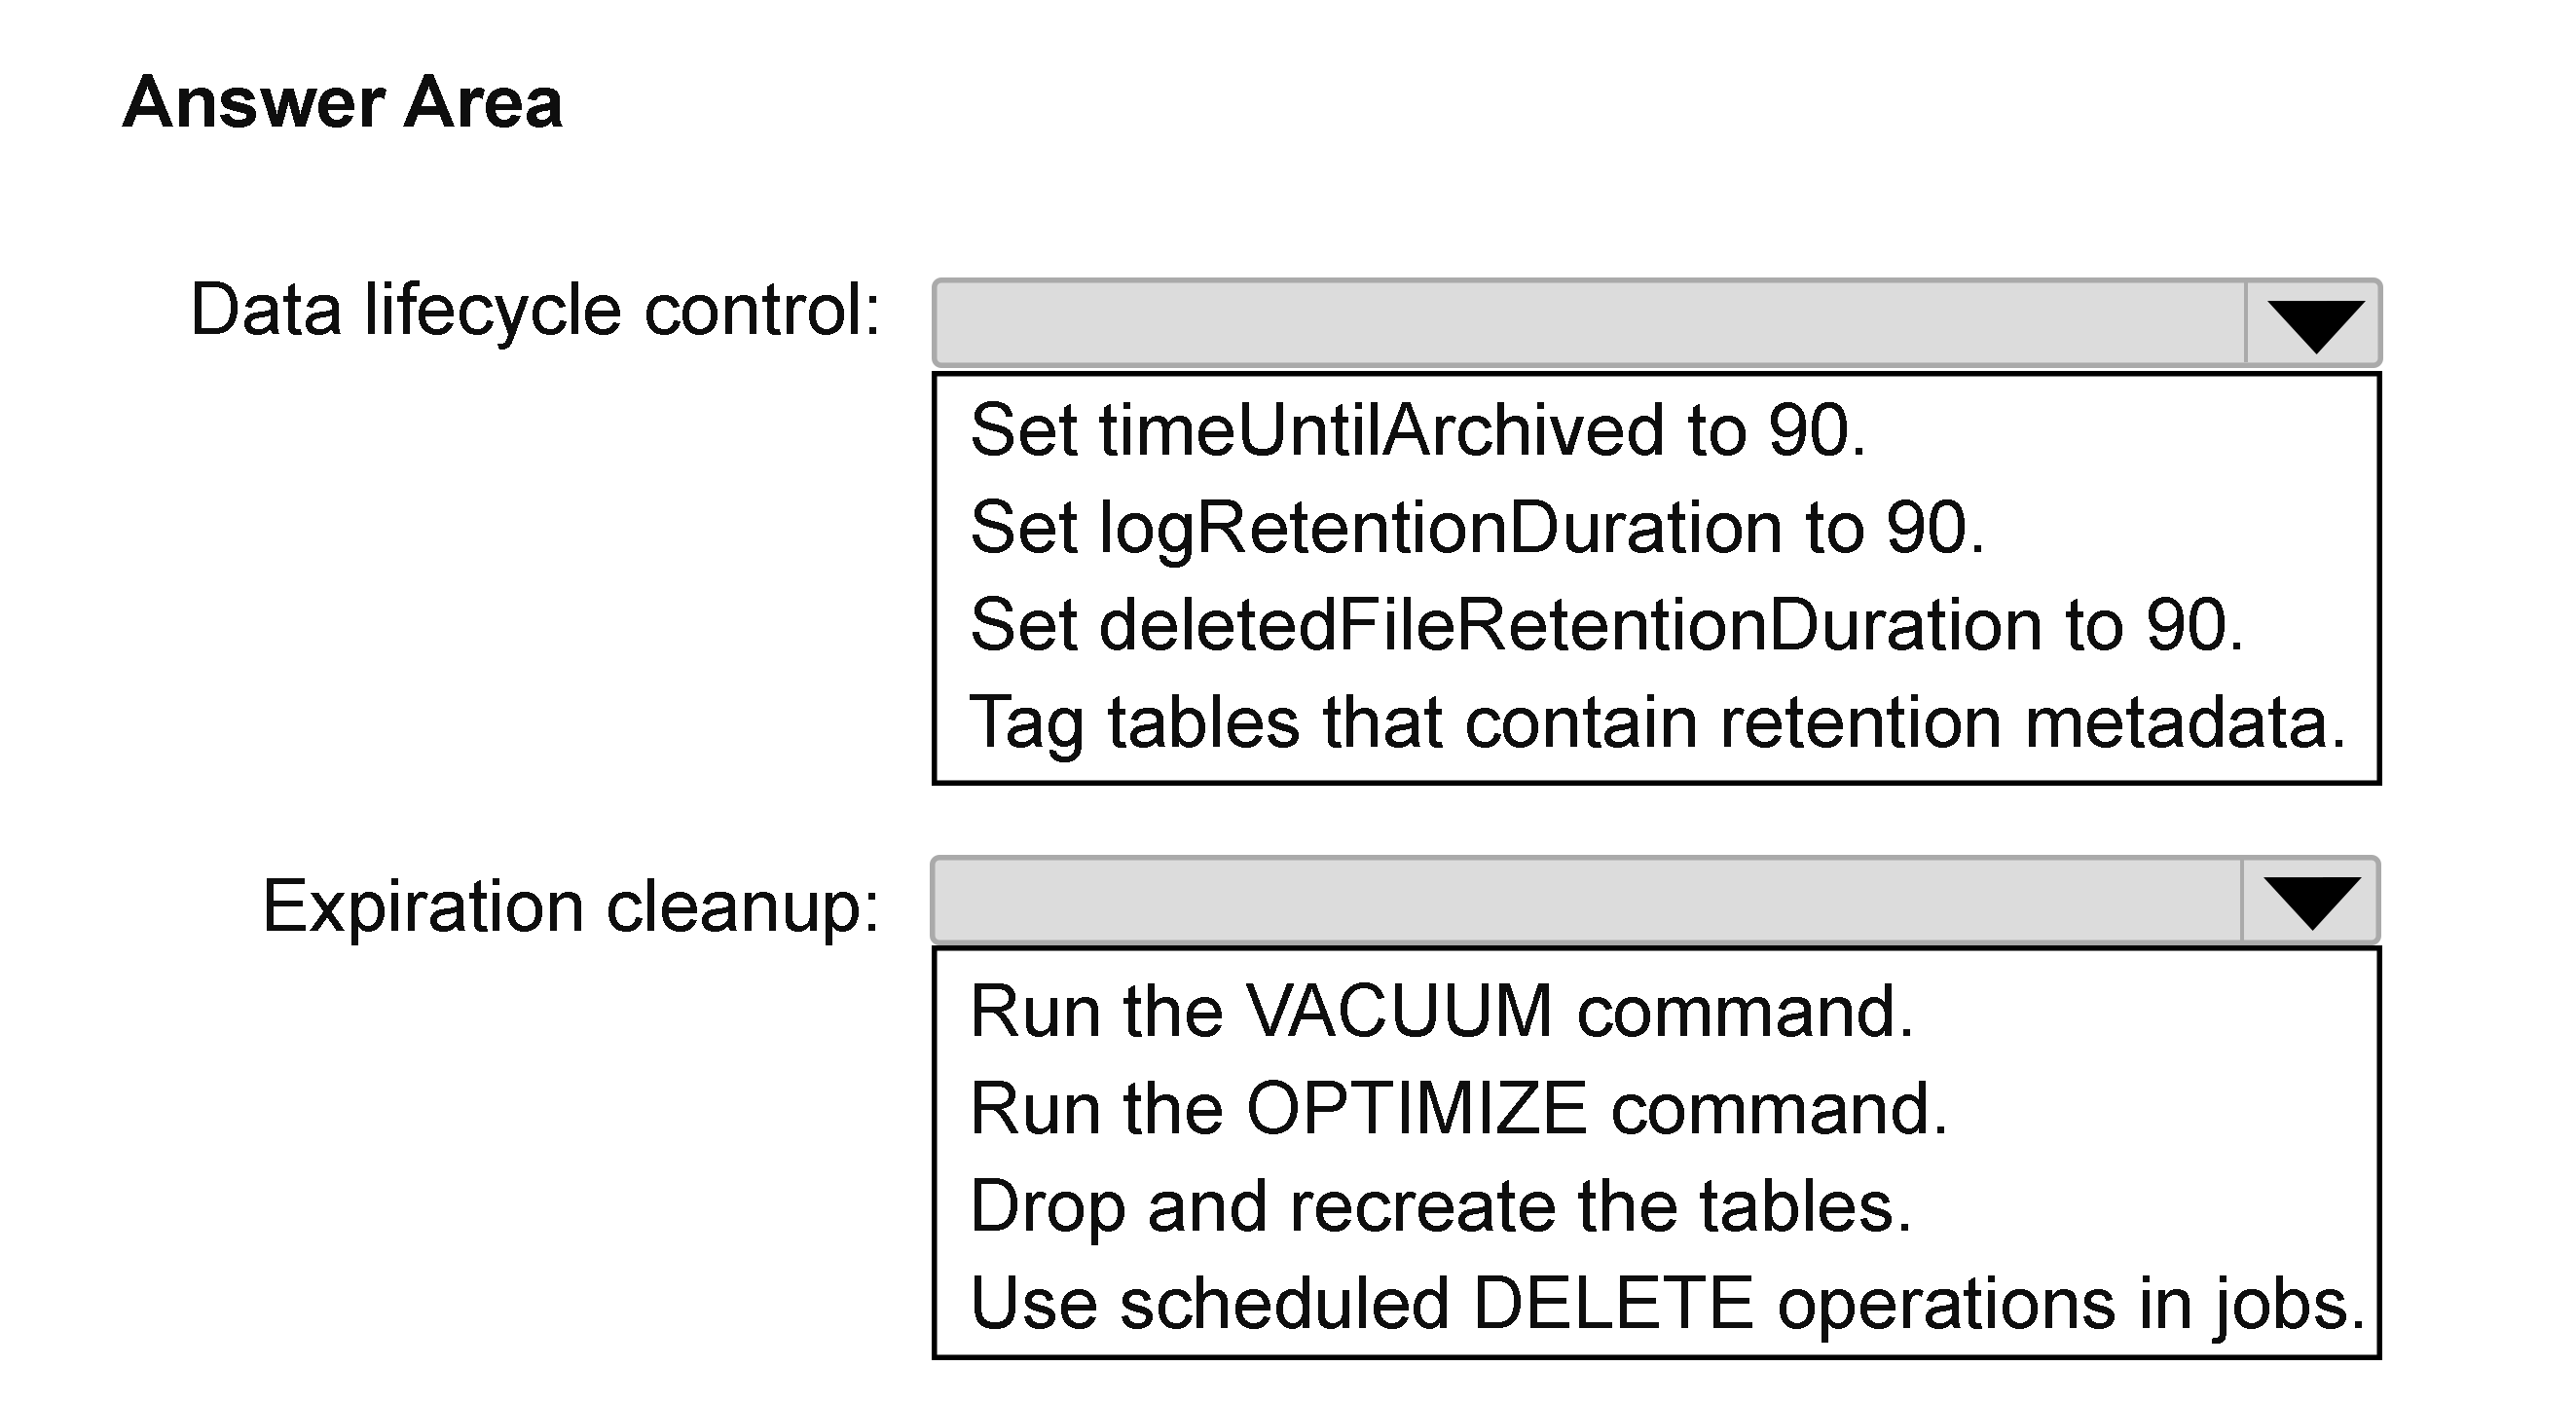 Answer Area
Data lifecycle control:
Set timeUntilArchived to 90.
Set logRetentionDuration to 90.
Set deletedFileRetentionDuration to 90.
Tag tables that contain retention metadata.
Expiration cleanup:
Run the VACUUM command.
Run the OPTIMIZE command.
Drop and recreate the tables.
Use scheduled DELETE operations in jobs.